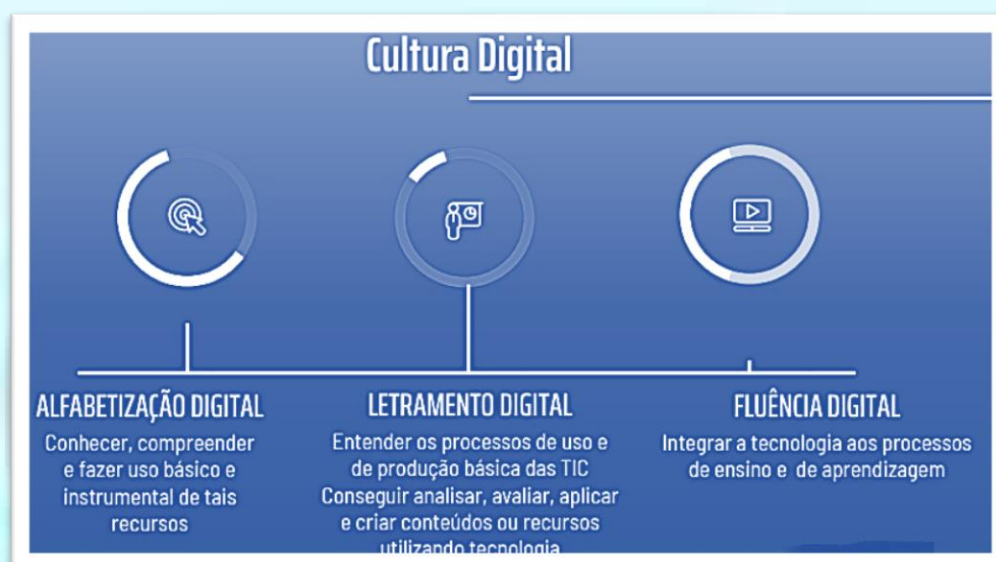 Cultura Digital
ALFABETIZAÇÃO DIGITAL
Conhecer, compreender
e fazer uso básico e
instrumental de tais
recursos
LETRAMENTO DIGITAL
Entender os processos de uso e
de produção básica das TIC
Conseguir analisar, avaliar, aplicar
e criar conteúdos ou recursos
utilizando tecnologia
FLUÊNCIA DIGITAL
Integrar a tecnologia aos processos
de ensino e de aprendizagem